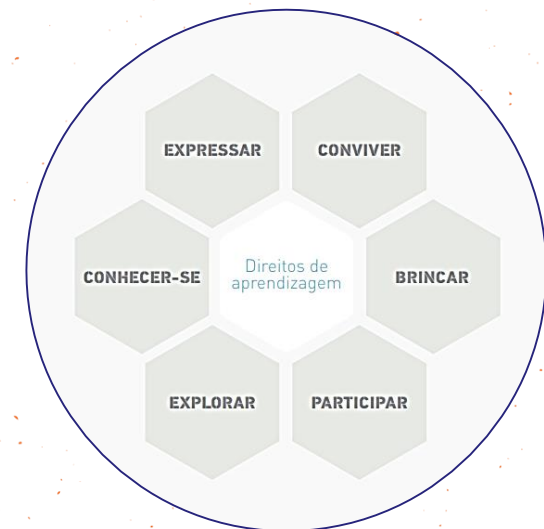 EXPRESSAR
CONVIVER
CONHECER-SE
Direitos de
aprendizagem
BRINCAR
EXPLORAR
PARTICIPAR